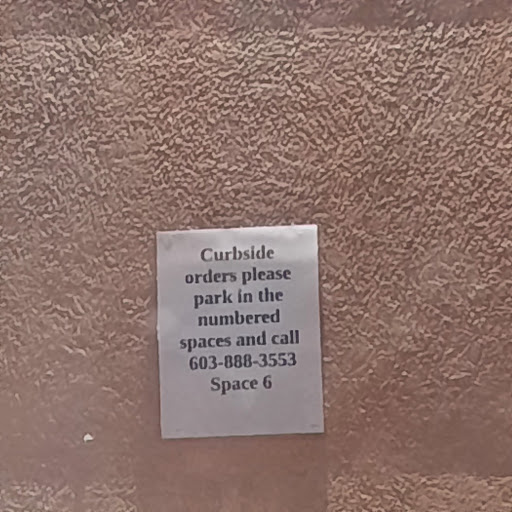 Curbside
orders please
park in the
numbered
spaces and call
603-888-3553
Space 6